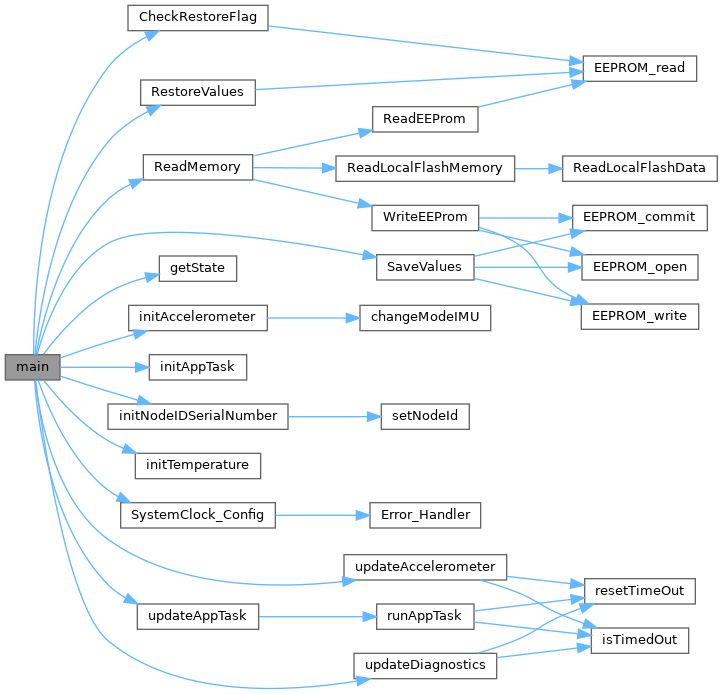 CheckRestoreFlag
EEPROM_read
RestoreValues
ReadEEProm
ReadMemory
ReadLocalFlashMemory
ReadLocalFlashData
WriteEEProm
EEPROM_commit
SaveValues
EEPROM_open
getState
EEPROM_write
initAccelerometer
changeModeIMU
main
initAppTask
initNodeIDSerialNumber
setNodeId
initTemperature
SystemClock_Config
Error_Handler
updateAccelerometer
resetTimeOut
updateAppTask
runAppTask
isTimedOut
updateDiagnostics